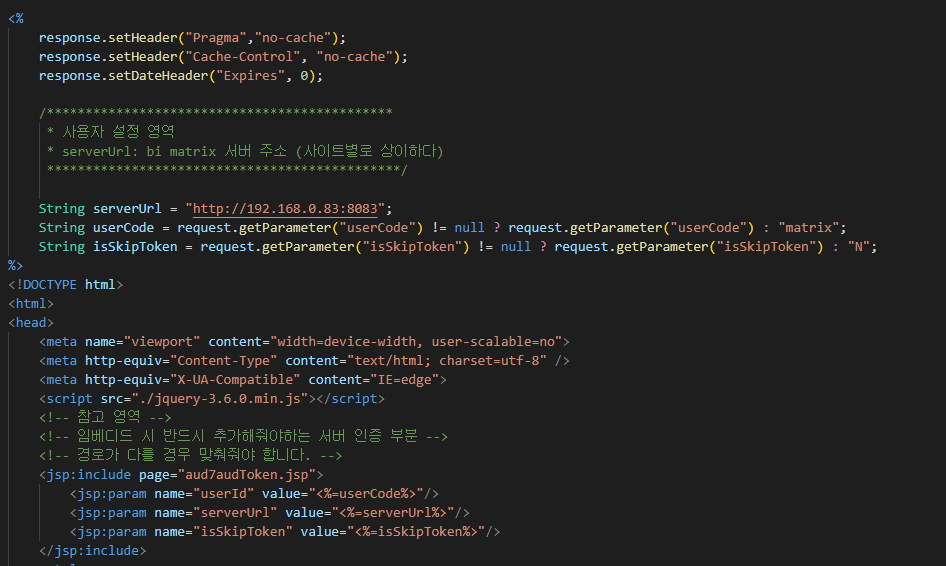 <%
response.setHeader("Pragma","no-cache");
response.setHeader("Cache-Control", "no-cache");
response.setDateHeader("Expires", 0);
/*********************************************
* 사용자 설정 영역
* serverUrl: bi matrix 서버 주소 (사이트별로 상이하다)
**********************************************/
String serverUrl = "http://192.168.0.83:8083";
String userCode = request.getParameter("userCode") != null ? request.getParameter("userCode") : "matrix";
String isSkipToken = request.getParameter("isSkipToken") != null ? request.getParameter("isSkipToken") : "N";
%>
<!DOCTYPE html>
<html>
<head>
<meta name="viewport" content="width=device-width, user-scalable=no">
<meta http-equiv="Content-Type" content="text/html; charset=utf-8" />
<meta http-equiv="X-UA-Compatible" content="IE=edge">
<script src="./jquery-3.6.0.min.js"></script>
<!-- 참고 영역 -->
<!-- 임베디드 시 반드시 추가해줘야하는 서버 인증 부분 -->
<!-- 경로가 다를 경우 맞춰줘야 합니다. -->
<jsp:include page="aud7audToken.jsp">
<jsp:param name="userId" value="<%=userCode%>"/>
<jsp:param name="serverUrl" value="<%=serverUrl%>"/>
<jsp:param name="isSkipToken" value="<%=isSkipToken%>"/>
</jsp:include>